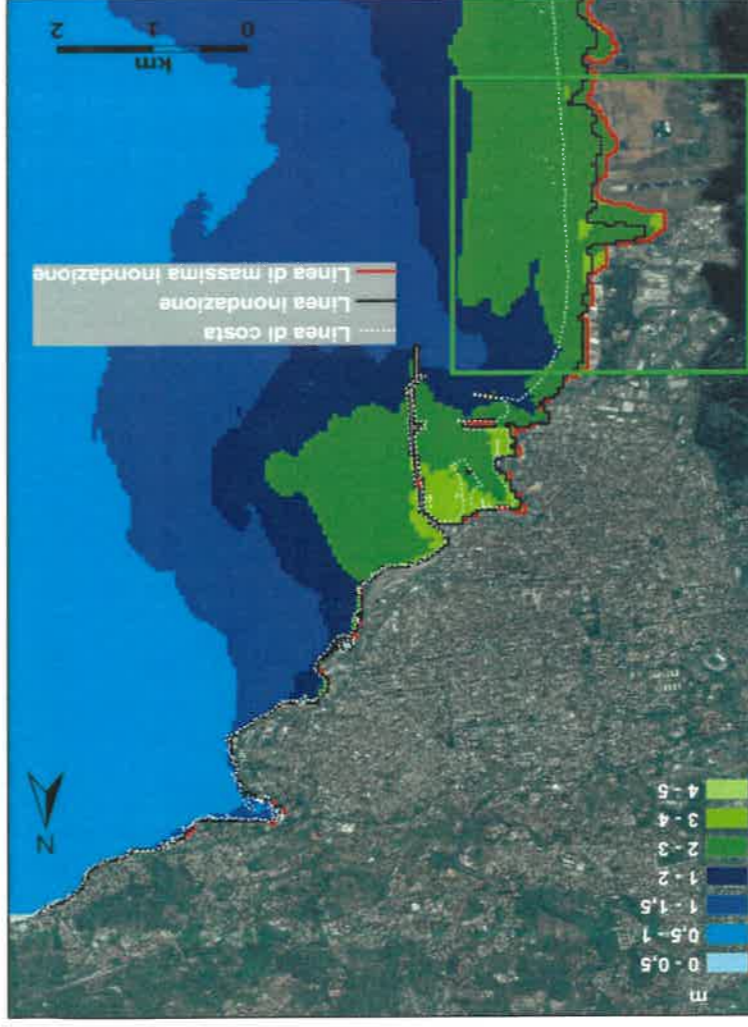 m
0 - 0,5
0,5 - 1
1 - 1,5
1 - 2
2 - 3
3 - 4
4 - 5
N
Linea di costa
Linea inondazione
Linea di massima inondazione
km
0 1 2